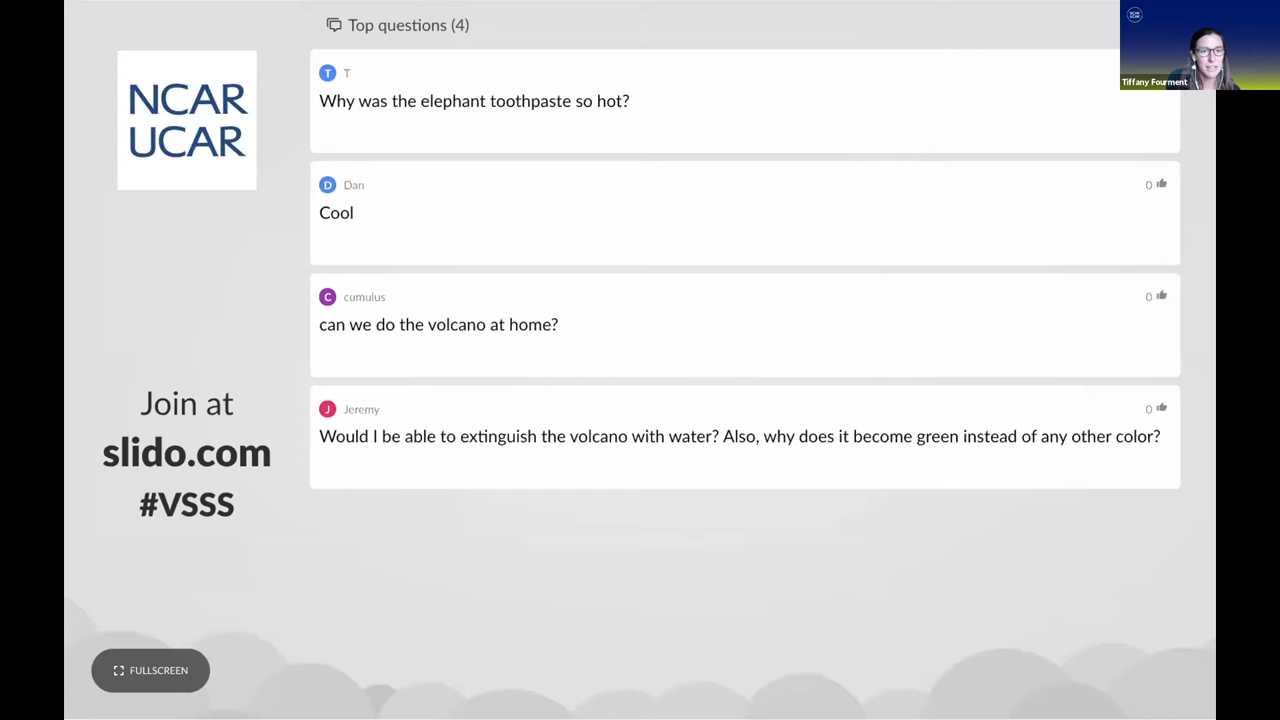 Top questions (4)
NCAR
UCAR
T T
Why was the elephant toothpaste so hot?
D Dan
0
Cool
C cumulus
0
can we do the volcano at home?
J Jeremy
0
Would I be able to extinguish the volcano with water? Also, why does it become green instead of any other color?
Join at
slido.com
#VSSS
FULLSCREEN
NCAR
UCAR
Tiffany Fourment